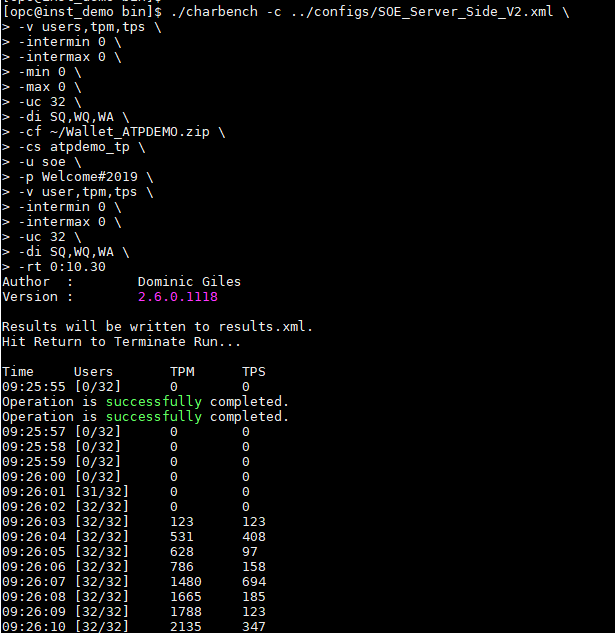 [opc@inst_demo bin]$
[opc@inst_demo bin]$ ./charbench -c ../configs/SOE_Server_Side_V2.xml \
> -v users,tpm,tps \
> -intermin 0 \
> -intermax 0 \
> -min 0 \
> -max 0 \
> -uc 32 \
> -di SQ,WQ,WA \
> -cf ~/Wallet_ATPDEMO.zip \
> -cs atpdemo_tp \
> -u soe \
> -p Welcome#2019 \
> -v user,tpm,tps \
> -intermin 0 \
> -intermax 0 \
> -uc 32 \
> -di SQ,WQ,WA \
> -rt 0:10.30
Author  :        Dominic Giles
Version :        2.6.0.1118
Results will be written to results.xml.
Hit Return to Terminate Run...
Time     Users       TPM      TPS
09:25:55 [0/32]      0        0
Operation is successfully completed.
Operation is successfully completed.
09:25:57 [0/32]      0        0
09:25:58 [0/32]      0        0
09:25:59 [0/32]      0        0
09:26:00 [0/32]      0        0
09:26:01 [31/32]     0        0
09:26:02 [32/32]     0        0
09:26:03 [32/32]     123      123
09:26:04 [32/32]     531      408
09:26:05 [32/32]     628      97
09:26:06 [32/32]     786      158
09:26:07 [32/32]     1480     694
09:26:08 [32/32]     1665     185
09:26:09 [32/32]     1788     123
09:26:10 [32/32]     2135     347